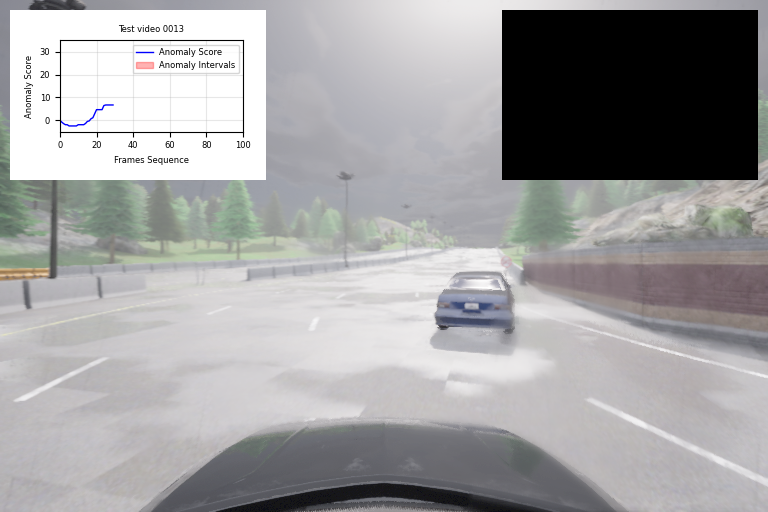 Test video 0013
Anomaly Score
30
20
10
0
Anomaly Score
Anomaly Intervals
0 20 40 60 80 100
Frames Sequence